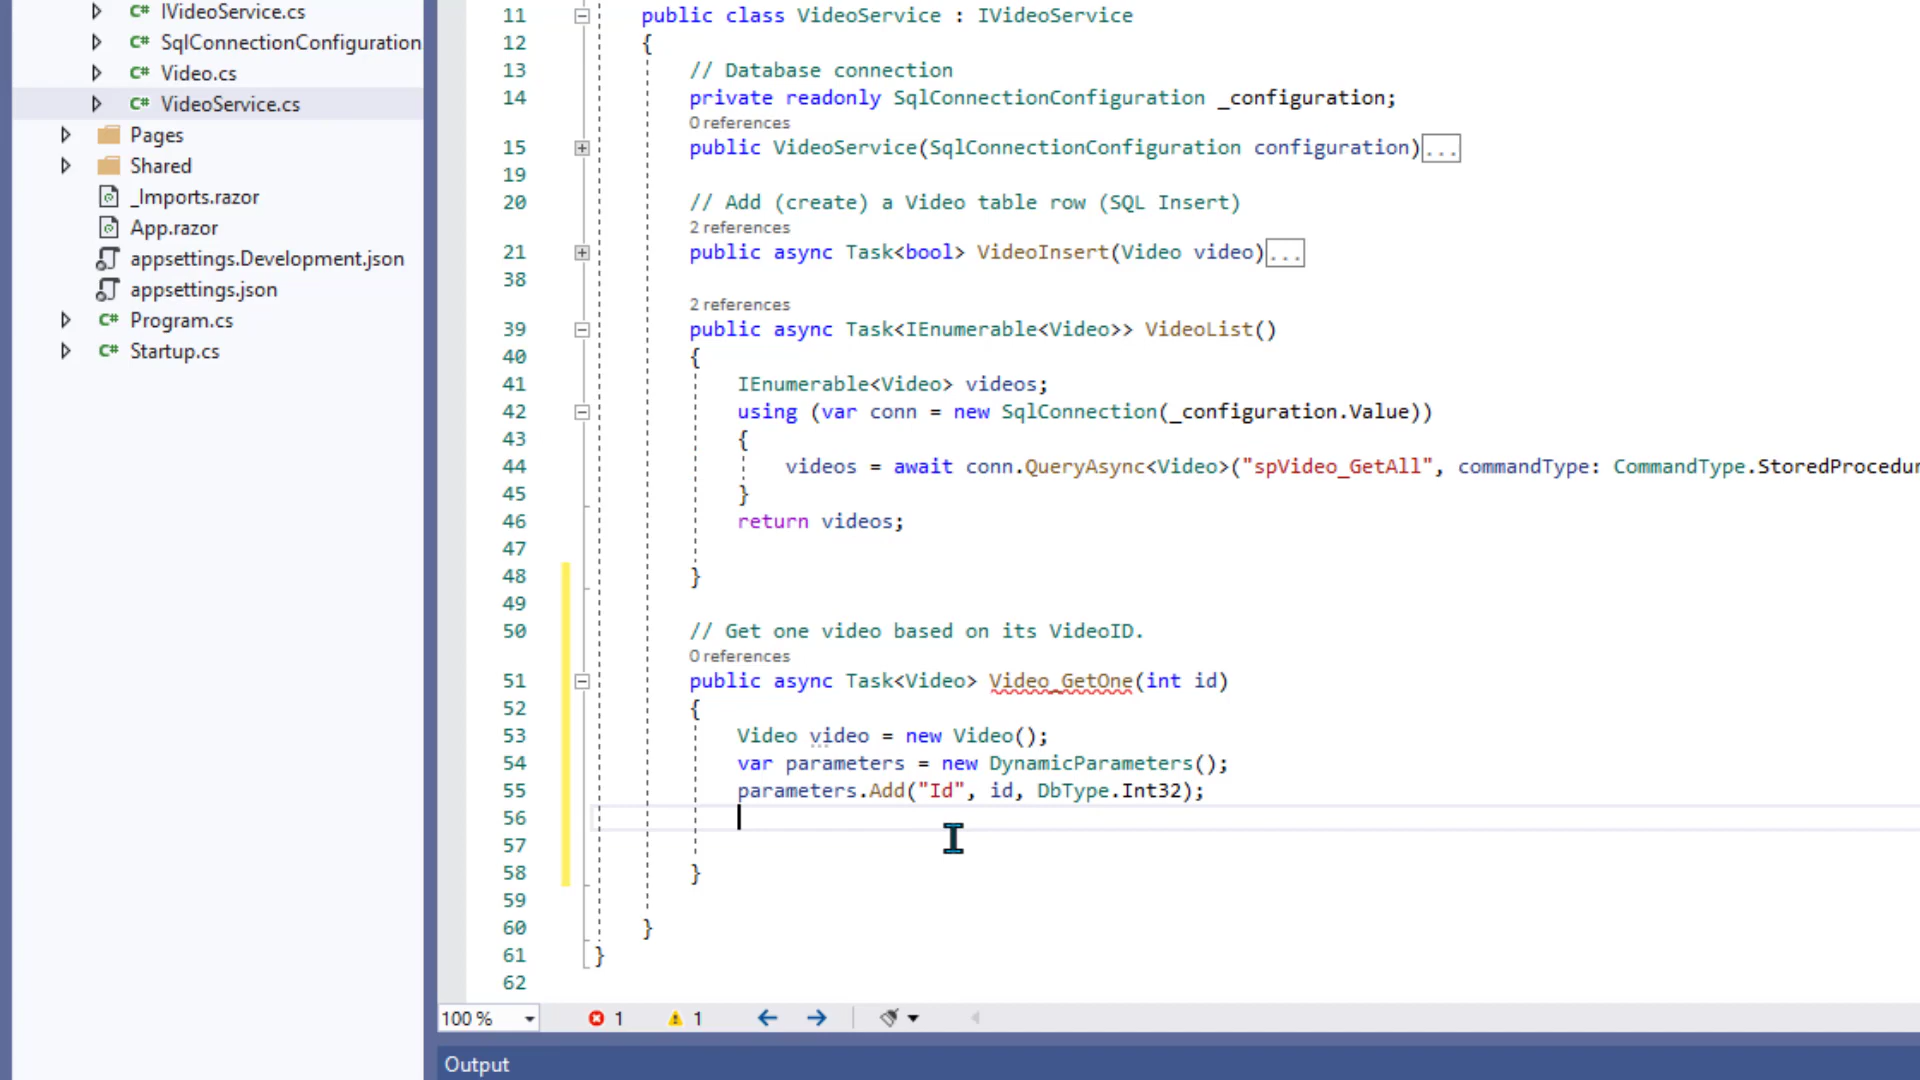 IVideoService.cs
SqlConnectionConfiguration
Video.cs
VideoService.cs
Pages
Shared
_Imports.razor
App.razor
appsettings.Development.json
appsettings.json
Program.cs
Startup.cs
11 public class VideoService : IVideoService
12 {
13 // Database connection
14 private readonly SqlConnectionConfiguration _configuration;
0 references
15 public VideoService(SqlConnectionConfiguration configuration)...
19
20 // Add (create) a Video table row (SQL Insert)
2 references
21 public async Task<bool> VideoInsert(Video video)...
38
2 references
39 public async Task<IEnumerable<Video>> VideoList()
40 {
41 IEnumerable<Video> videos;
42 using (var conn = new SqlConnection(_configuration.Value))
43 {
44 videos = await conn.QueryAsync<Video>("spVideo_GetAll", commandType: CommandType.StoredProcedur
45 }
46 return videos;
47
48 }
49
50 // Get one video based on its VideoID.
0 references
51 public async Task<Video> Video_GetOne(int id)
52 {
53 Video video = new Video();
54 var parameters = new DynamicParameters();
55 parameters.Add("Id", id, DbType.Int32);
56
57
58 }
59
60 }
61 }
62
100 % 1 1
Output